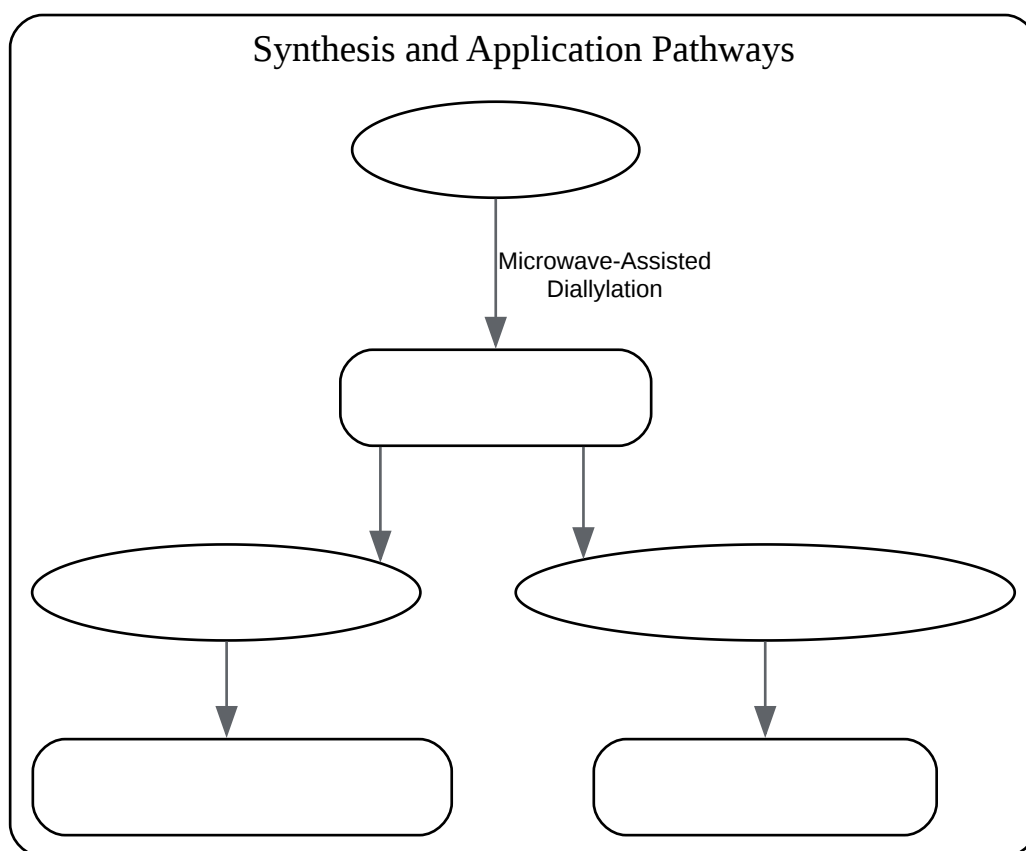 Synthesis and Application Pathways
Microwave-Assisted
Diallylation